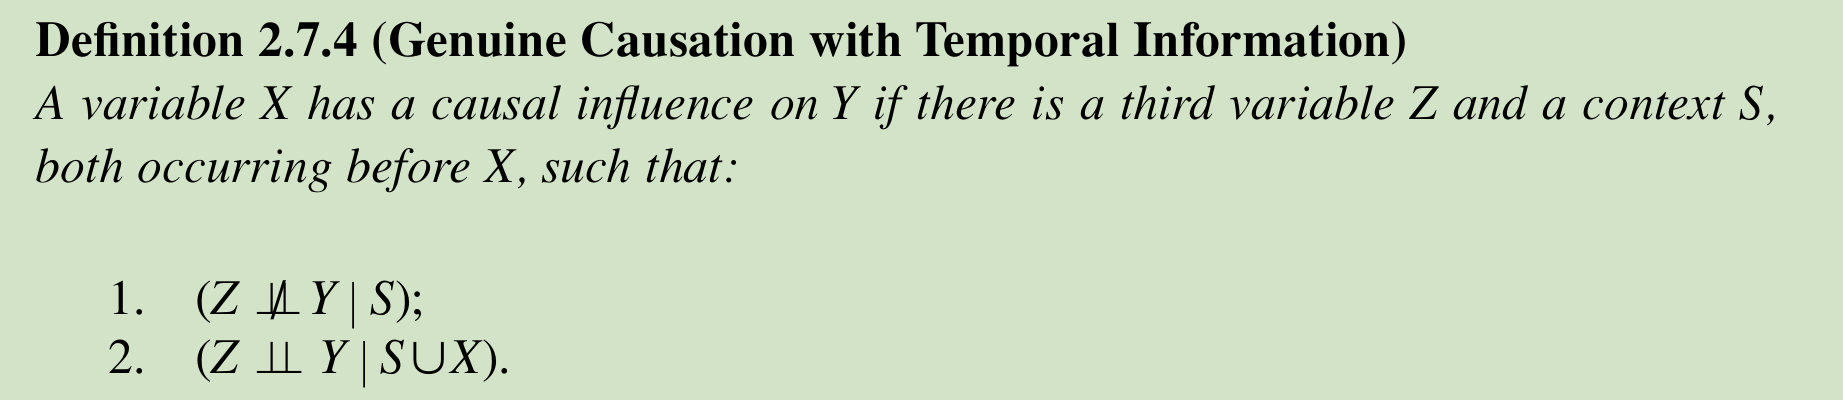 Definition 2.7.4 (Genuine Causation with Temporal Information)
A variable X has a causal influence on Y if there is a third variable Z and a context S,
both occurring before X, such that:
1. (Z ⫫̸ Y | S);
2. (Z ⫫ Y | S∪X).